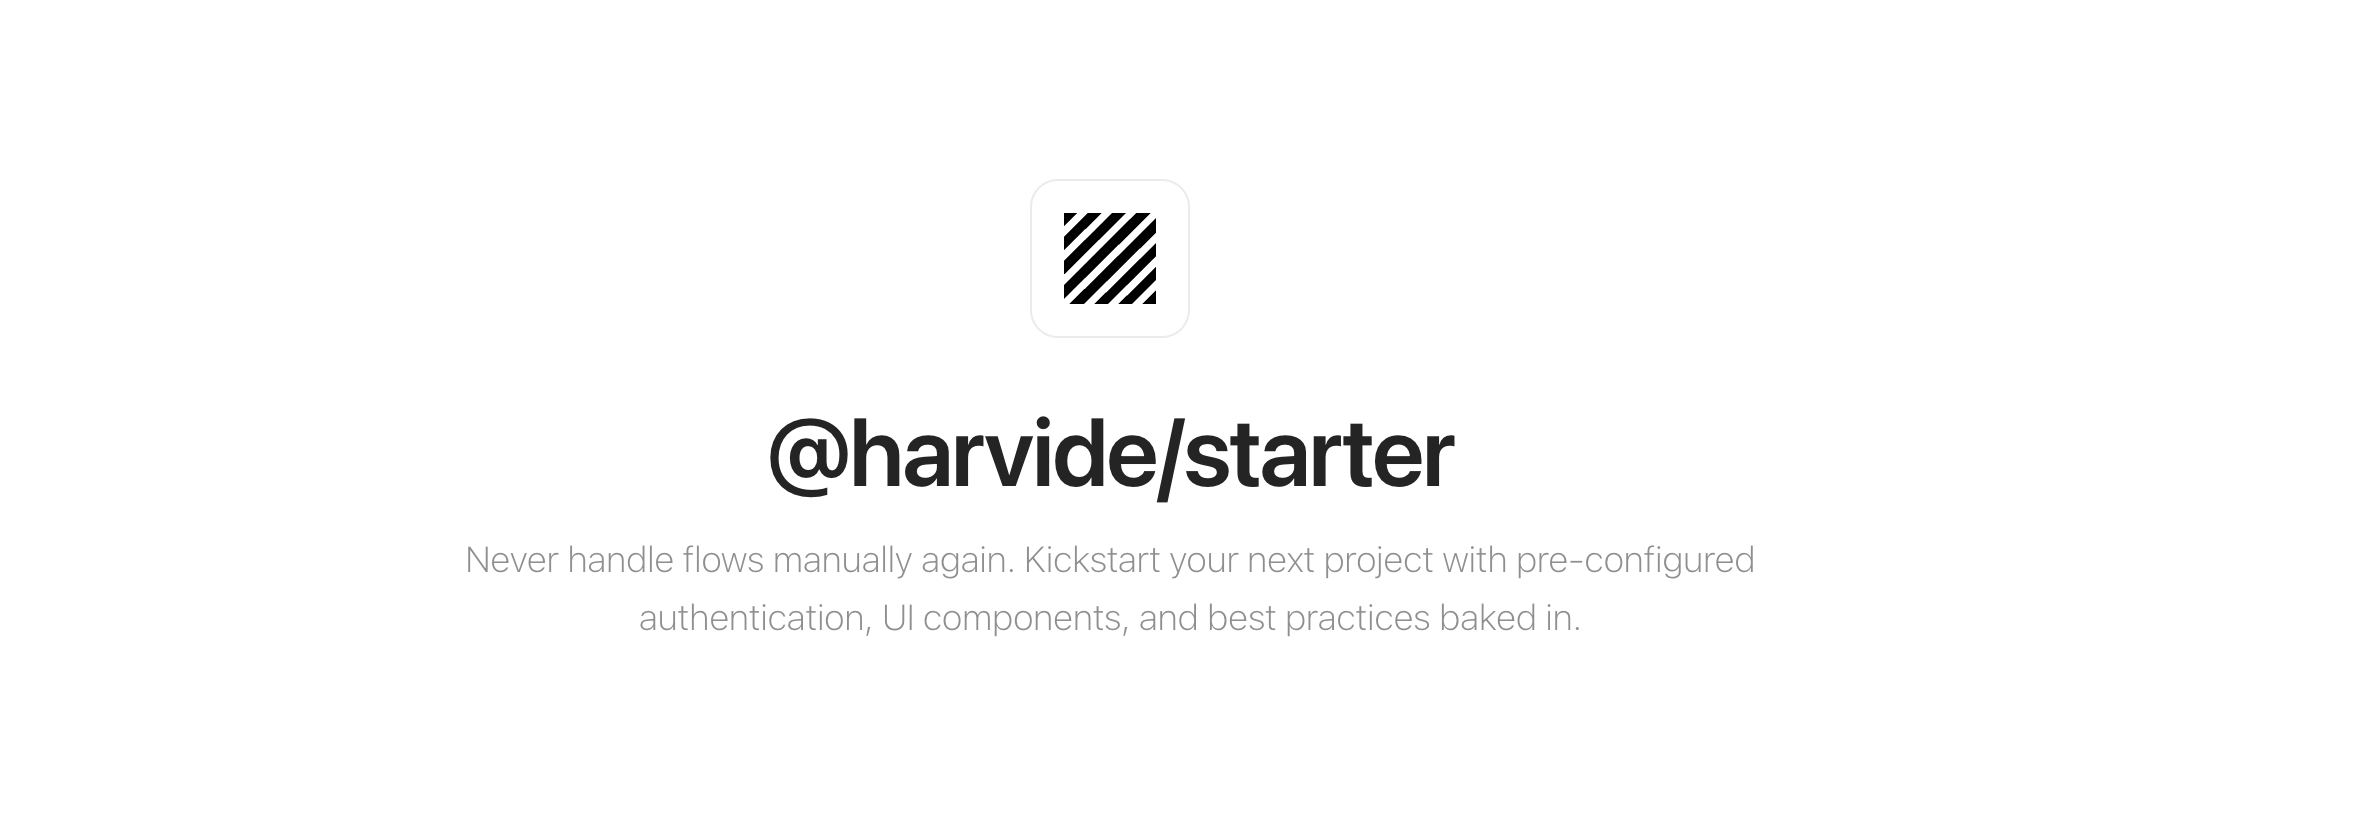 @harvide/starter
Never handle flows manually again. Kickstart your next project with pre-configured
authentication, UI components, and best practices baked in.